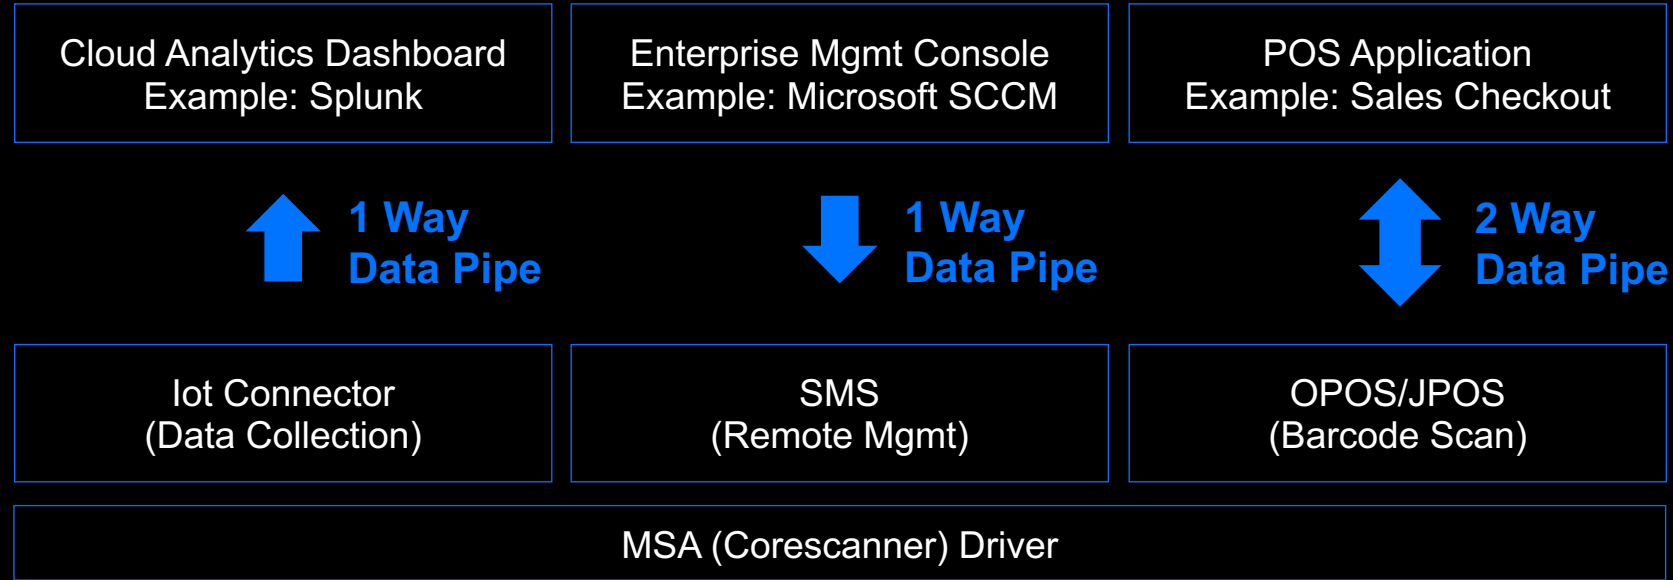 Cloud Analytics Dashboard
Example: Splunk
Enterprise Mgmt Console
Example: Microsoft SCCM
POS Application
Example: Sales Checkout
1 Way
Data Pipe
1 Way
Data Pipe
2 Way
Data Pipe
Iot Connector
(Data Collection)
SMS
(Remote Mgmt)
OPOS/JPOS
(Barcode Scan)
MSA (Corescanner) Driver